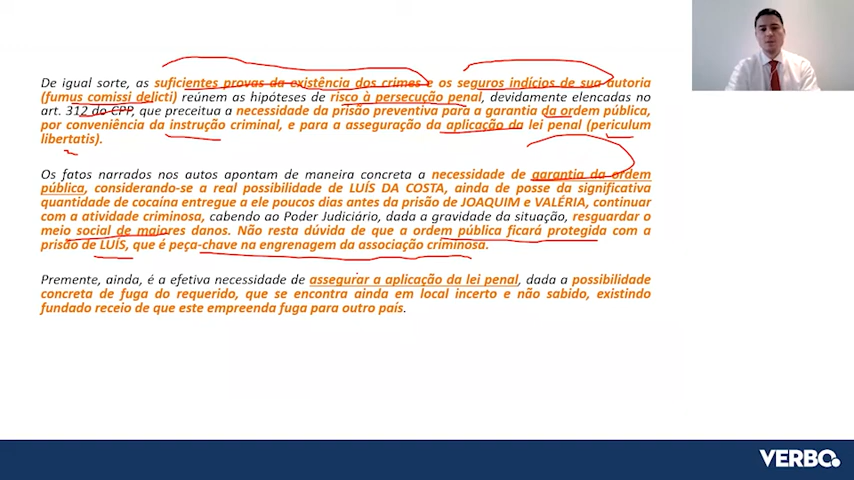 De igual sorte, as suficientes provas da existência dos crimes e os seguros indícios de sua autoria
(fumus comissi delicti) reúnem as hipóteses de risco à persecução penal, devidamente elencadas no
art. 312 do CPP, que preceitua a necessidade da prisão preventiva para a garantia da ordem pública,
por conveniência da instrução criminal, e para a asseguração da aplicação da lei penal (periculum
libertatis).
Os fatos narrados nos autos apontam de maneira concreta a necessidade de garantia da ordem
pública, considerando-se a real possibilidade de LUÍS DA COSTA, ainda de posse da significativa
quantidade de cocaína entregue a ele poucos dias antes da prisão de JOAQUIM e VALÉRIA, continuar
com a atividade criminosa, cabendo ao Poder Judiciário, dada a gravidade da situação, resguardar o
meio social de maiores danos. Não resta dúvida de que a ordem pública ficará protegida com a
prisão de LUÍS, que é peça-chave na engrenagem da associação criminosa.
Premente, ainda, é a efetiva necessidade de assegurar a aplicação da lei penal, dada a possibilidade
concreta de fuga do requerido, que se encontra ainda em local incerto e não sabido, existindo
fundado receio de que este empreenda fuga para outro país.
VERBO.